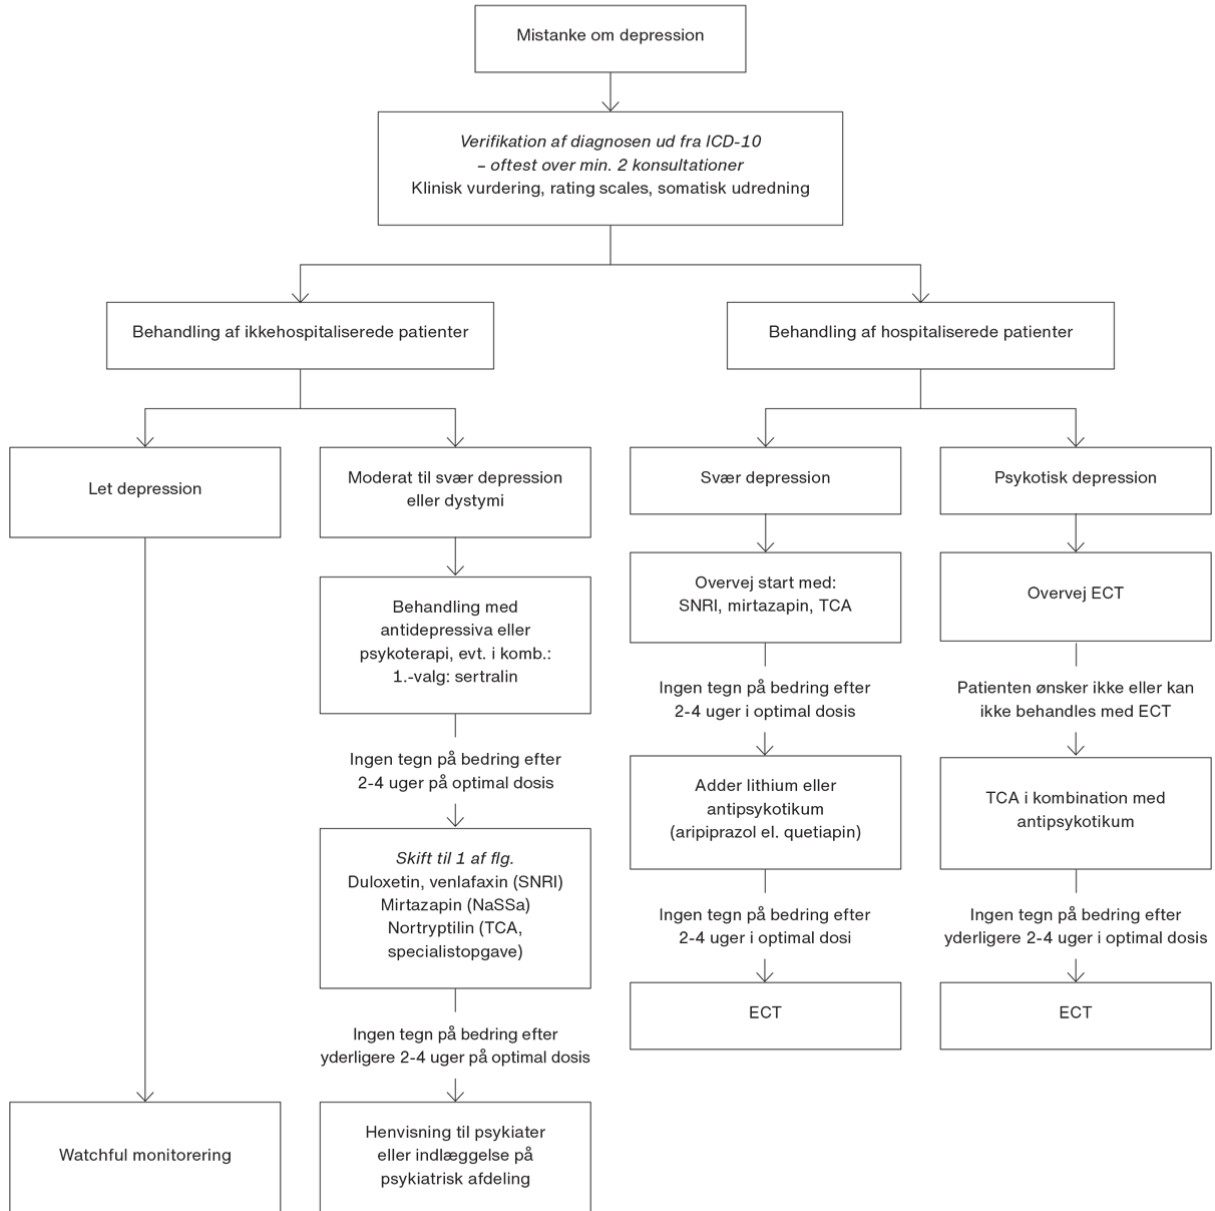 Mistanke om depression
Verifikation af diagnosen ud fra ICD-10
– oftest over min. 2 konsultationer
Klinisk vurdering, rating scales, somatisk udredning
Behandling af ikkehospitaliserede patienter
Behandling af hospitaliserede patienter
Let depression
Moderat til svær depression
eller dystymi
Svær depression
Psykotisk depression
Behandling med
antidepressiva eller
psykoterapi, evt. i komb.:
1.-valg: sertralin
Overvej start med:
SNRI, mirtazapin, TCA
Overvej ECT
Ingen tegn på bedring efter
2-4 uger på optimal dosis
Ingen tegn på bedring efter
2-4 uger i optimal dosis
Patienten ønsker ikke eller kan
ikke behandles med ECT
Skift til 1 af flg.
Duloxetin, venlafaxin (SNRI)
Mirtazapin (NaSSa)
Nortryptilin (TCA,
specialistopgave)
Adder lithium eller
antipsykotikum
(aripiprazol el. quetiapin)
TCA i kombination med
antipsykotikum
Ingen tegn på bedring efter
yderligere 2-4 uger på optimal dosis
Ingen tegn på bedring efter
2-4 uger i optimal dosi
Ingen tegn på bedring efter
yderligere 2-4 uger i optimal dosis
ECT
ECT
Watchful monitorering
Henvisning til psykiater
eller indlæggelse på
psykiatrisk afdeling